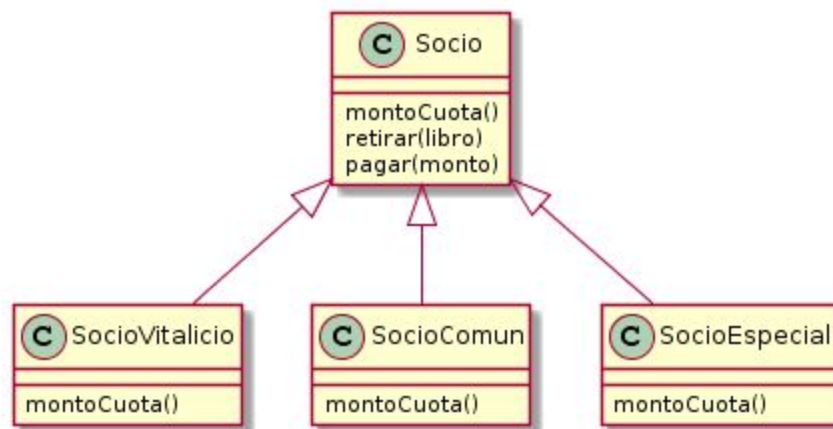 C Socio
montoCuota()
retirar(libro)
pagar(monto)
C SocioVitalicio
montoCuota()
C SocioComun
montoCuota()
C SocioEspecial
montoCuota()